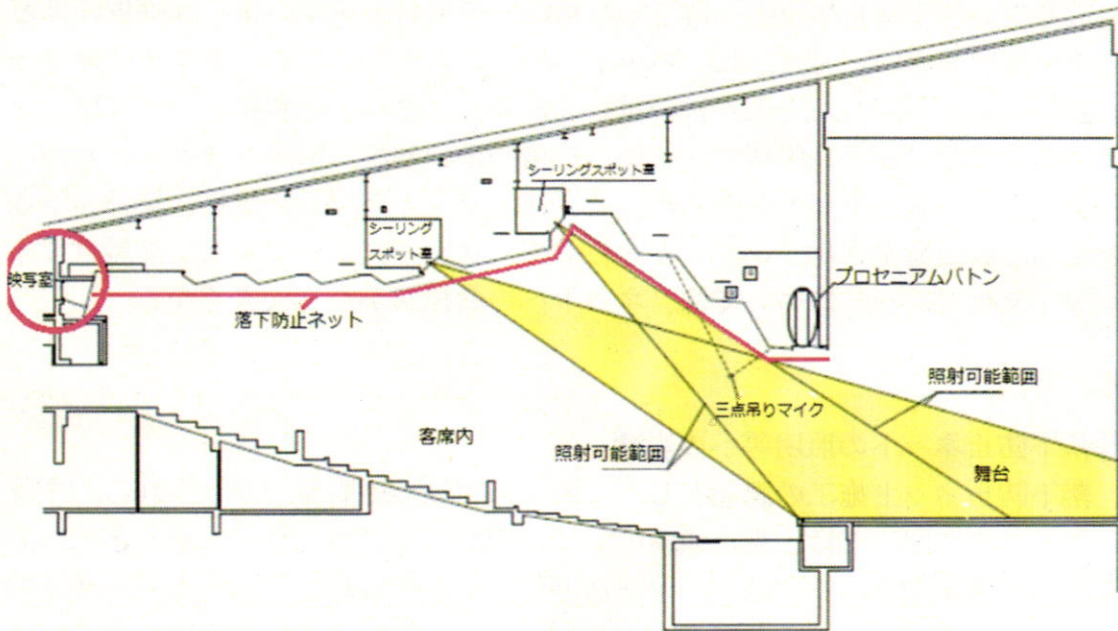 シーリングスポット室
シーリング
スポット室
映写室
プロセニアムバトン
落下防止ネット
照射可能範囲
三点吊りマイク
客席内
照射可能範囲
舞台